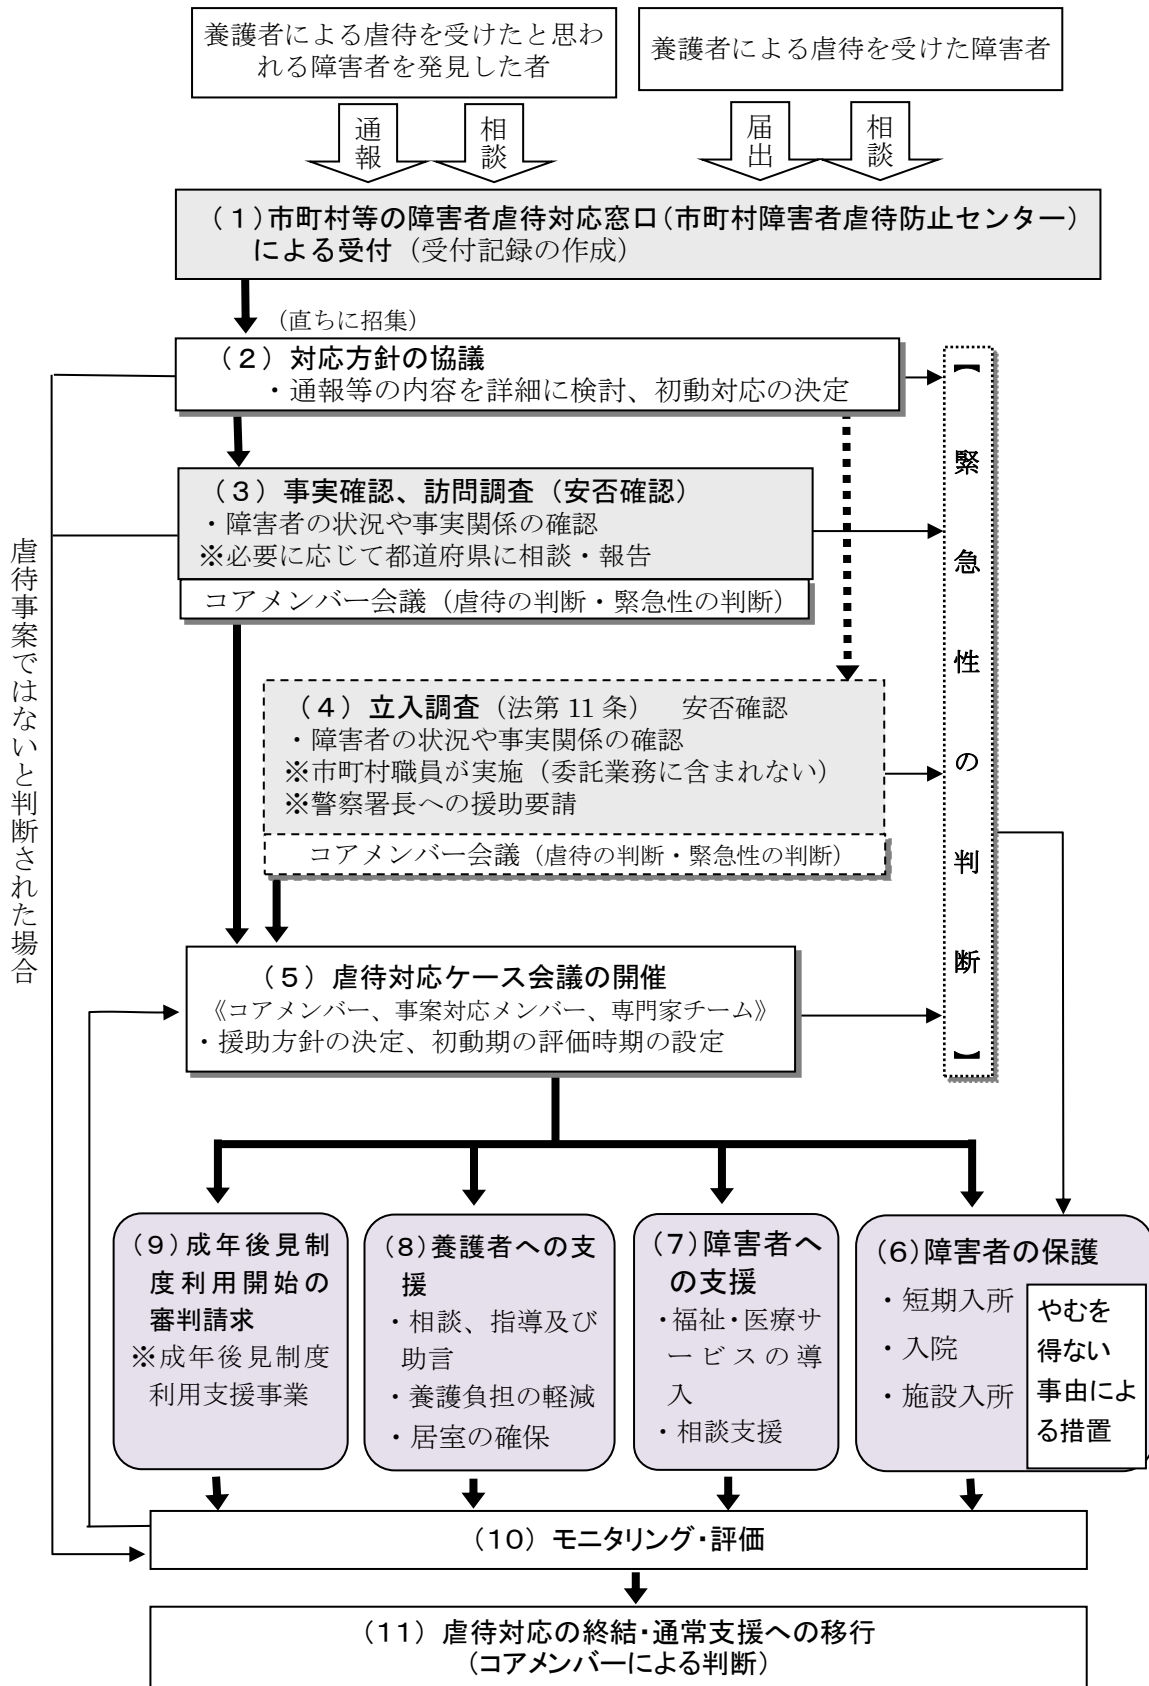 養護者による虐待を受けたと思わ
れる障害者を発見した者
養護者による虐待を受けた障害者
通報
相談
届出
相談
（１）市町村等の障害者虐待対応窓口（市町村障害者虐待防止センター）
による受付（受付記録の作成）
（直ちに招集）
（２）対応方針の協議
・通報等の内容を詳細に検討、初動対応の決定
（３）事実確認、訪問調査（安否確認）
・障害者の状況や事実関係の確認
※必要に応じて都道府県に相談・報告
コアメンバー会議（虐待の判断・緊急性の判断）
（４）立入調査（法第 11 条）　安否確認
・障害者の状況や事実関係の確認
※市町村職員が実施（委託業務に含まれない）
※警察署長への援助要請
コアメンバー会議（虐待の判断・緊急性の判断）
【緊急性の判断】
虐待事案ではないと判断された場合
（５）虐待対応ケース会議の開催
《コアメンバー、事案対応メンバー、専門家チーム》
・援助方針の決定、初動期の評価時期の設定
（９）成年後見制
度利用開始の
審判請求
※成年後見制度
利用支援事業
（８）養護者への支
援
・相談、指導及び
助言
・養護負担の軽減
・居室の確保
（７）障害者へ
の支援
・福祉・医療サ
ービスの導
入
・相談支援
（６）障害者の保護
・短期入所
・入院
・施設入所
やむを
得ない
事由によ
る措置
（１０）モニタリング・評価
（１１）虐待対応の終結・通常支援への移行
（コアメンバーによる判断）